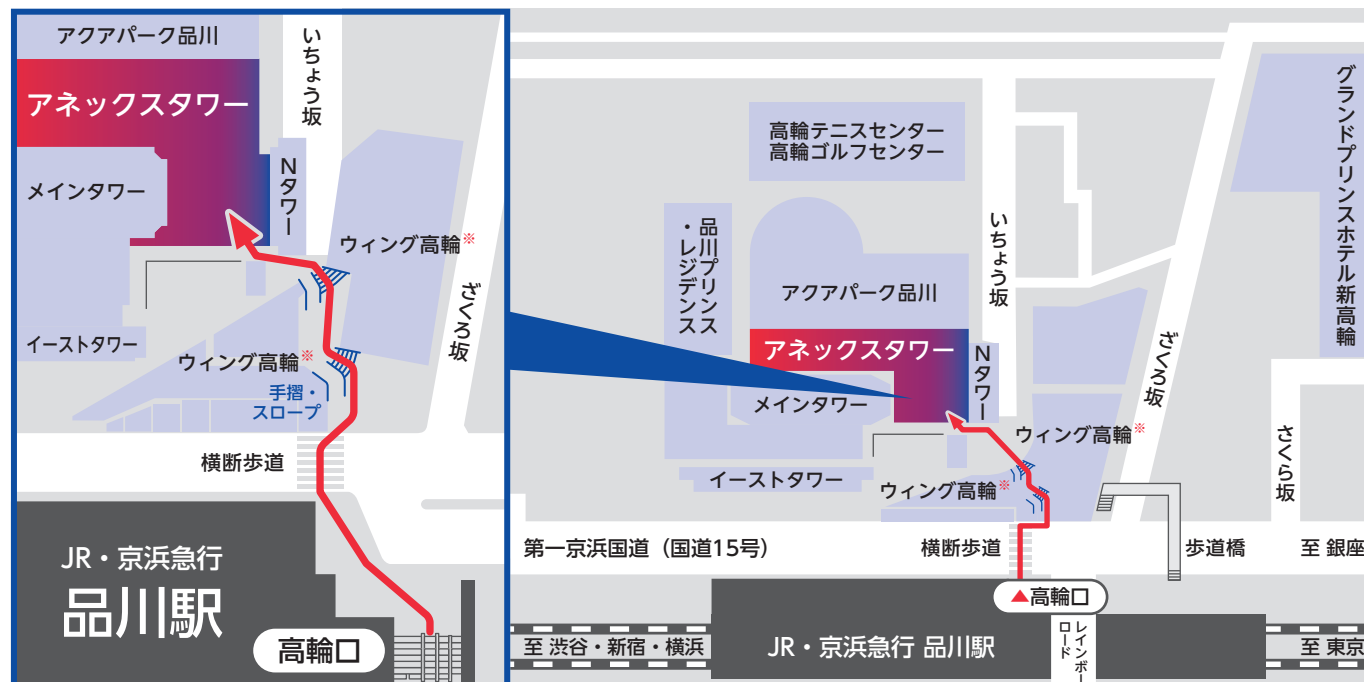 アクアパーク品川
いちょう坂
アネックスタワー
Nタワー
メインタワー
ウィング高輪※
ざくろ坂
イーストタワー
ウィング高輪※
手摺・
スロープ
横断歩道
JR・京浜急行
品川駅
高輪口
高輪テニスセンター
高輪ゴルフセンター
グランドプリンスホテル新高輪
品川プリンス
・レジデンス
いちょう坂
アクアパーク品川
アネックスタワー
Nタワー
ざくろ坂
メインタワー
ウィング高輪※
イーストタワー
ウィング高輪※
さくら坂
第一京浜国道（国道15号）
横断歩道
歩道橋
至 銀座
▲高輪口
至 渋谷・新宿・横浜
JR・京浜急行 品川駅
レインボー
ロード
至 東京